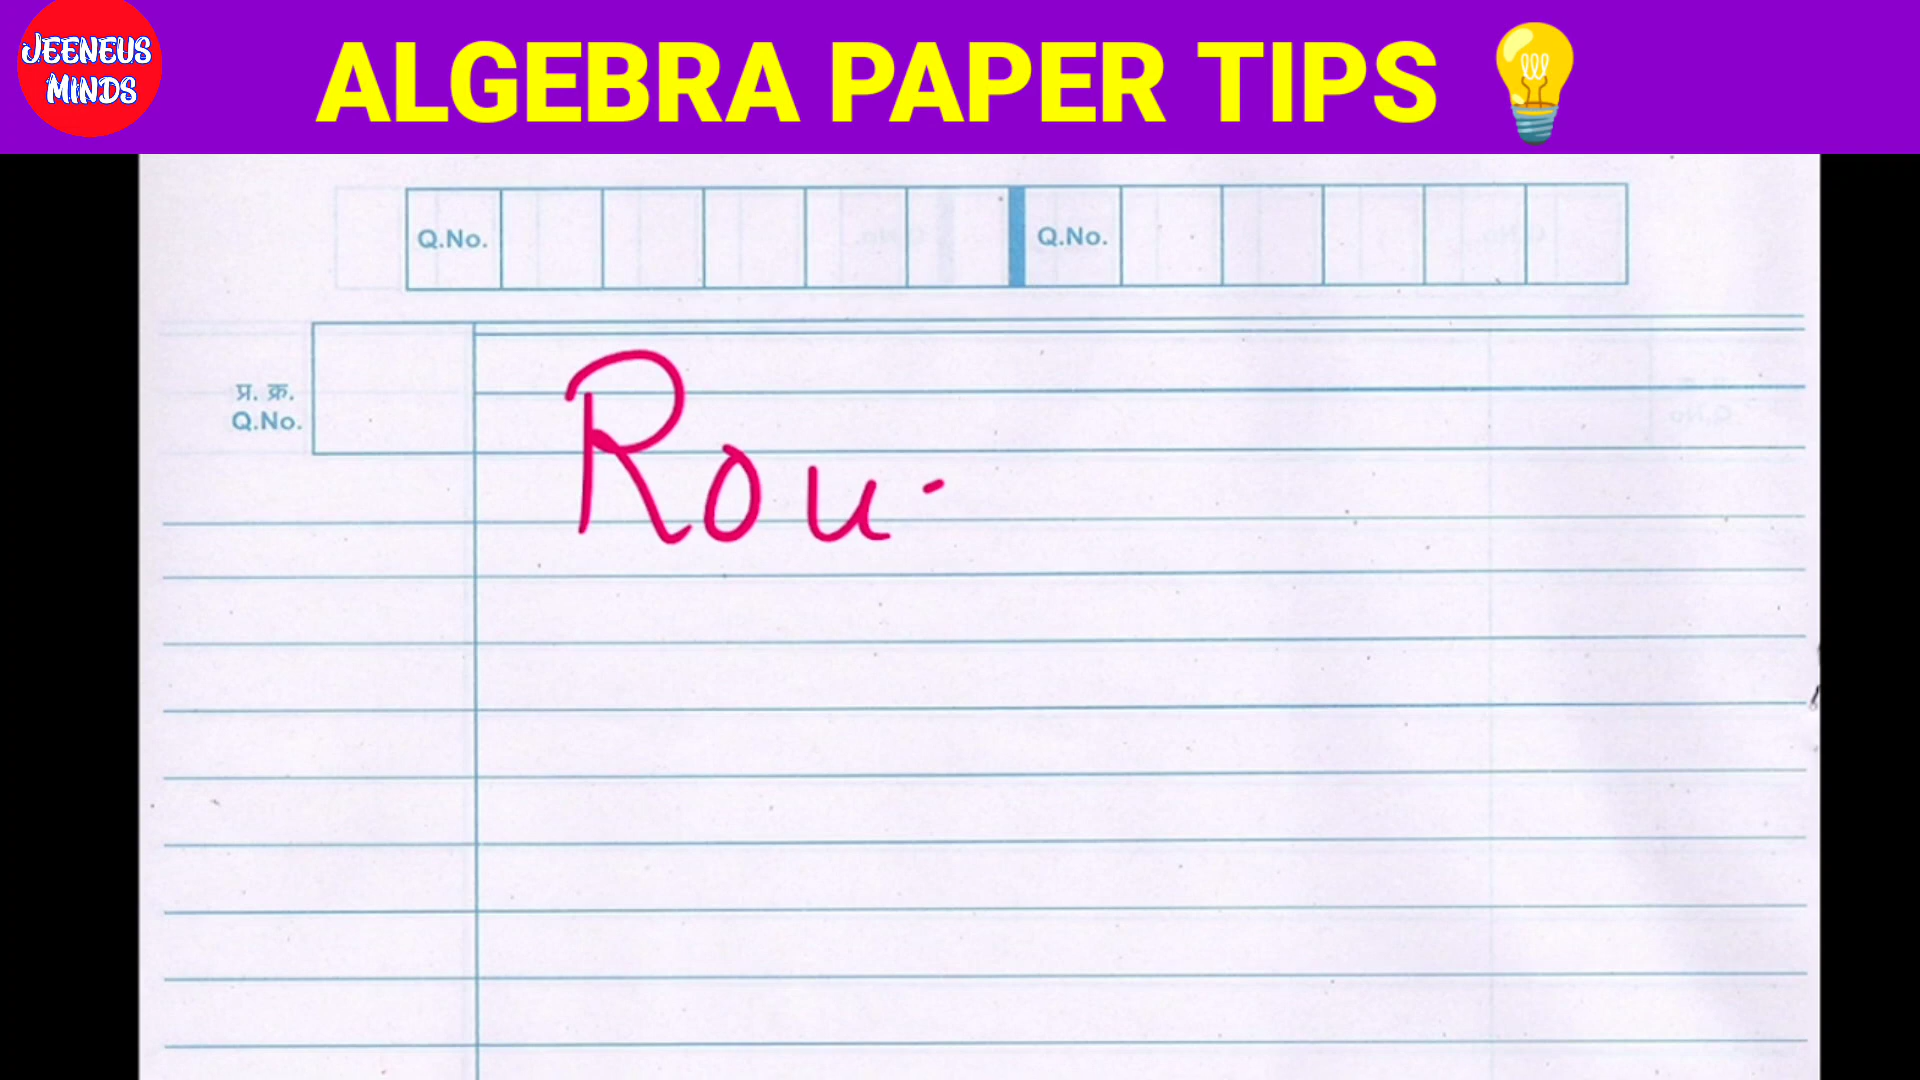 JEENEUS
MINDS
ALGEBRA PAPER TIPS 💡
Q.No.
Q.No.
प्र. क्र.
Q.No.
Rou